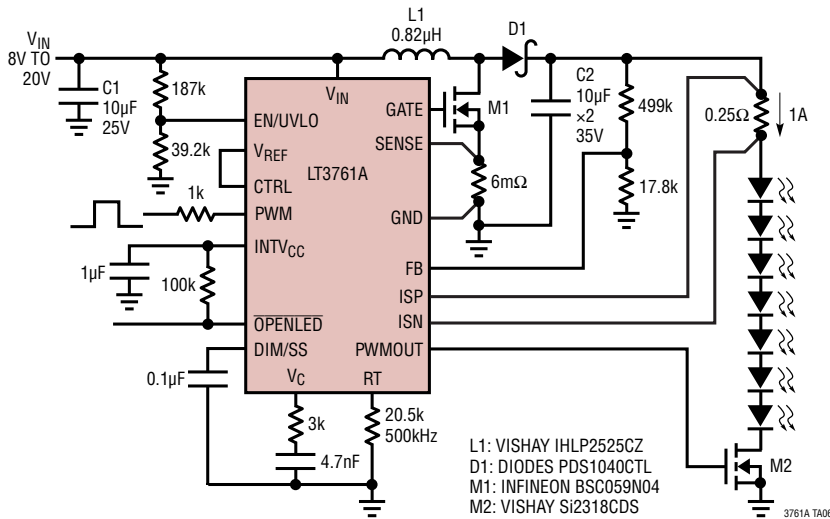 L1
0.82µH
D1
VIN
8V TO
20V
C1
10µF
25V
187k
39.2k
VIN
EN/UVLO
VREF
CTRL
LT3761A
PWM
INTVCC
OPENLED
DIM/SS
VC
RT
GATE
SENSE
GND
FB
ISP
ISN
PWMOUT
M1
6mΩ
C2
10µF
×2
35V
499k
17.8k
0.25Ω
1A
1k
1µF
100k
0.1µF
3k
4.7nF
20.5k
500kHz
M2
L1: VISHAY IHLP2525CZ
D1: DIODES PDS1040CTL
M1: INFINEON BSC059N04
M2: VISHAY Si2318CDS
3761A TA06